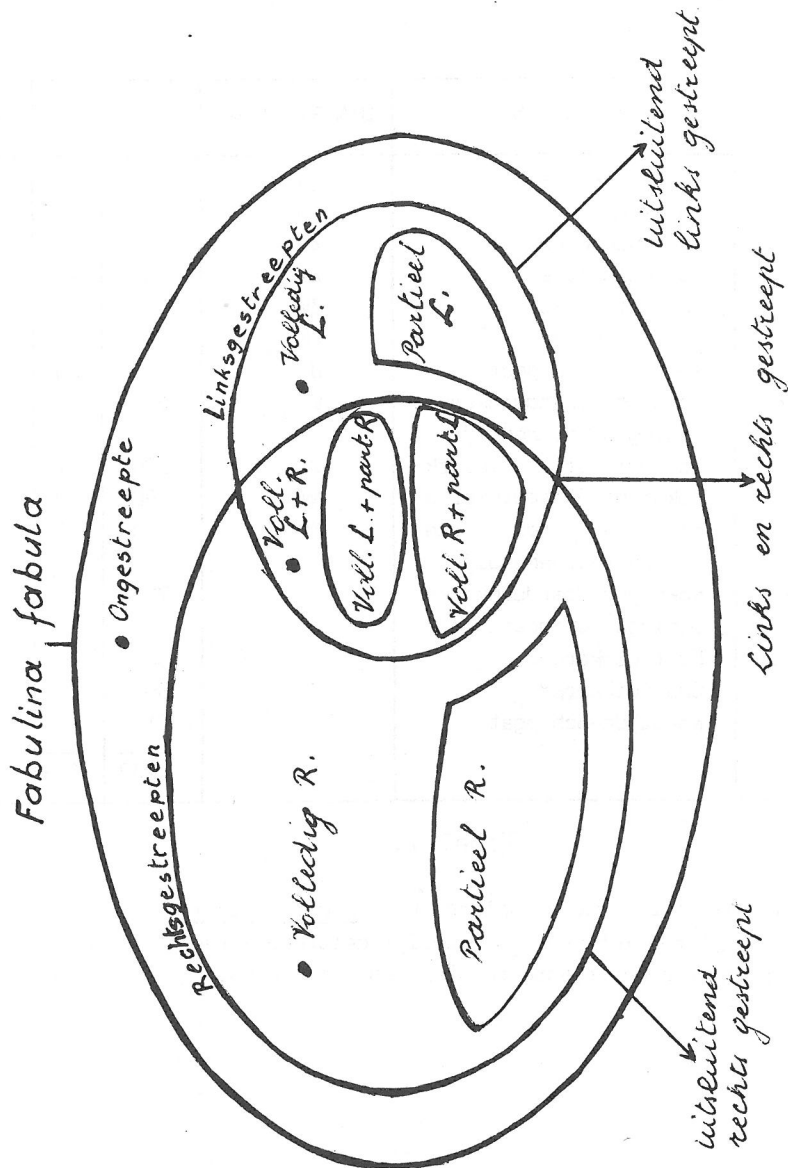 Fabulina fabula
Ongestreepte
Rechtsgestreepten
Linksgestreepten
Volledig R.
Partieel R.
Voll.
L + R.
Voll. L. + part. R
Voll. R + part. L
Volledig
L.
Partieel
L.
uitsluitend
rechts gestreept
Links en rechts gestreept
uitsluitend
links gestreept.